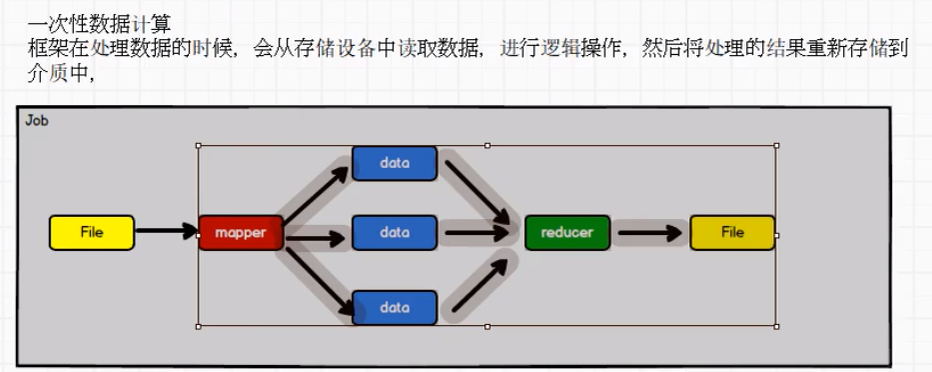 一次性数据计算
框架在处理数据的时候，会从存储设备中读取数据，进行逻辑操作，然后将处理的结果重新存储到
介质中，
Job
data
File
mapper
data
reducer
File
data